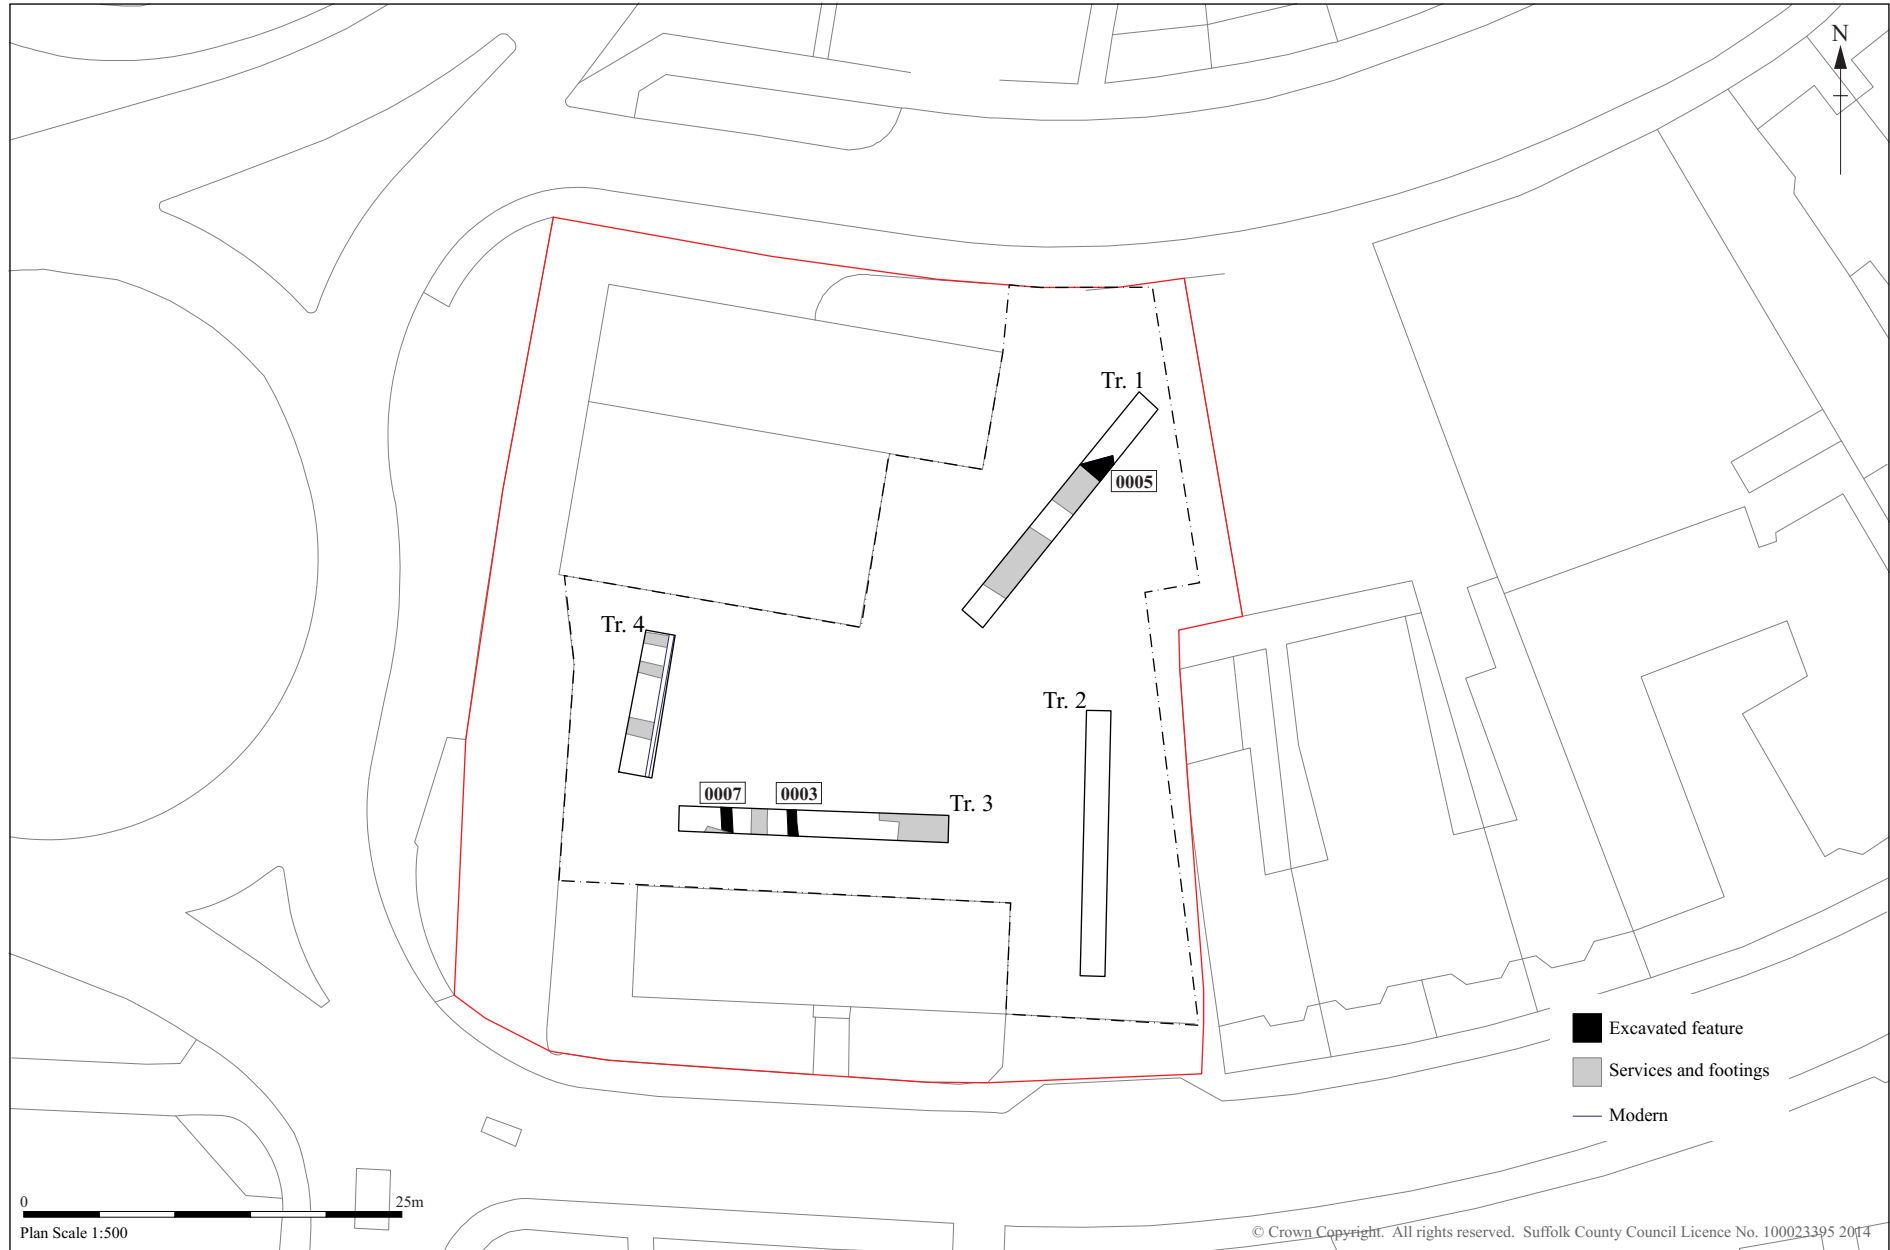 N
Tr. 1
0005
Tr. 4
Tr. 2
0007
0003
Tr. 3
Excavated feature
Services and footings
Modern
0
25m
Plan Scale 1:500
© Crown Copyright. All rights reserved. Suffolk County Council Licence No. 100023395 2014